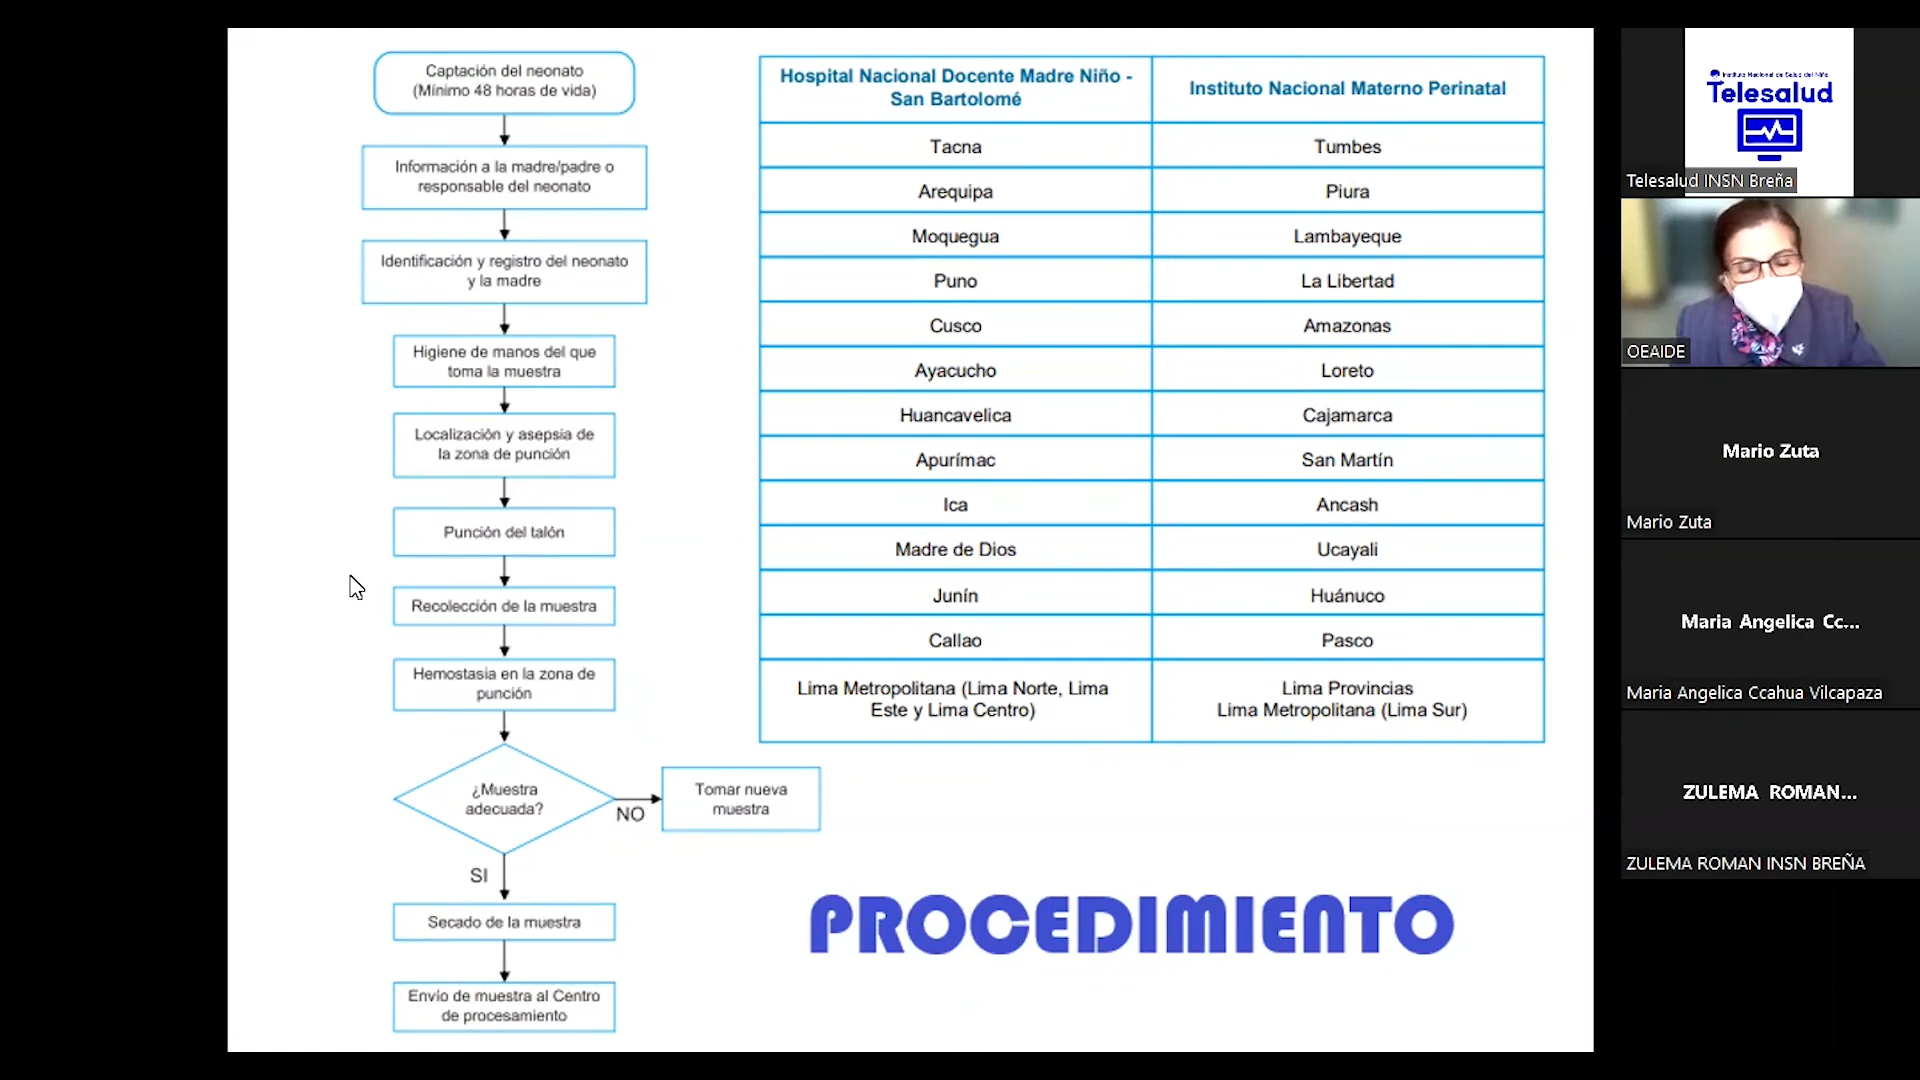 Captación del neonato
(Mínimo 48 horas de vida)
Información a la madre/padre o
responsable del neonato
Identificación y registro del neonato
y la madre
Higiene de manos del que
toma la muestra
Localización y asepsia de
la zona de punción
Punción del talón
Recolección de la muestra
Hemostasia en la zona de
punción
¿Muestra
adecuada?
NO
Tomar nueva
muestra
SI
Secado de la muestra
Envío de muestra al Centro
de procesamiento
Hospital Nacional Docente Madre Niño -
San Bartolomé
Instituto Nacional Materno Perinatal
Tacna
Tumbes
Arequipa
Piura
Moquegua
Lambayeque
Puno
La Libertad
Cusco
Amazonas
Ayacucho
Loreto
Huancavelica
Cajamarca
Apurímac
San Martín
Ica
Ancash
Madre de Dios
Ucayali
Junín
Huánuco
Callao
Pasco
Lima Metropolitana (Lima Norte, Lima
Este y Lima Centro)
Lima Provincias
Lima Metropolitana (Lima Sur)
PROCEDIMIENTO
Instituto Nacional de Salud del Niño
Telesalud
Telesalud INSN Breña
OEAIDE
Mario Zuta
Mario Zuta
Maria Angelica Cc...
Maria Angelica Ccahua Vilcapaza
ZULEMA ROMAN...
ZULEMA ROMAN INSN BREÑA